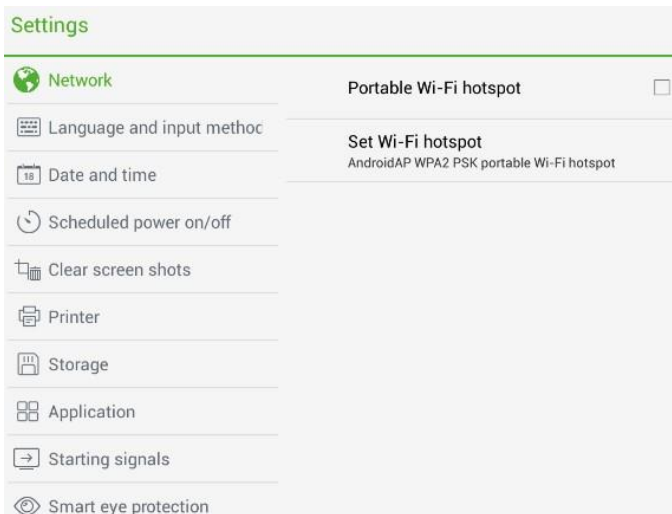 Settings
Network
Language and input methoc
18
Date and time
Scheduled power on/off
Clear screen shots
Printer
Storage
Application
Starting signals
Smart eye protection
Portable Wi-Fi hotspot
Set Wi-Fi hotspot
AndroidAP WPA2 PSK portable Wi-Fi hotspot